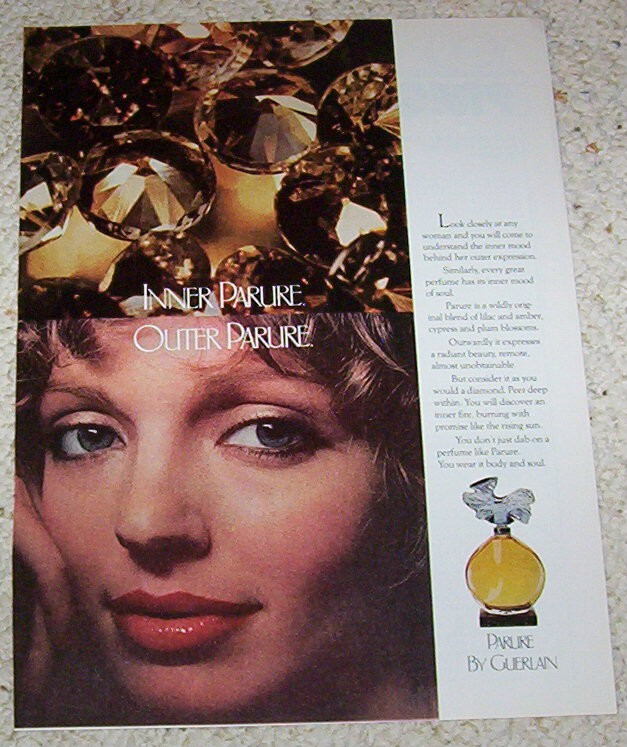 INNER PARURE.
OUTER PARURE.
Look closely at any
woman and you will come to
understand the inner mood
behind her outer expression.
Similarly, every great
perfume has its inner mood
of soul.
Parure is a wildly orig-
inal blend of lilac and amber,
cypress and plum blossoms.
Outwardly it expresses
a radiant beauty, remote,
almost unobtainable.
But consider it as you
would a diamond. Peer deep
within. You will discover an
inner fire, burning with
promise like the rising sun.
You don't just dab on a
perfume like Parure.
You wear it body and soul.
PARURE
BY GUERLAIN